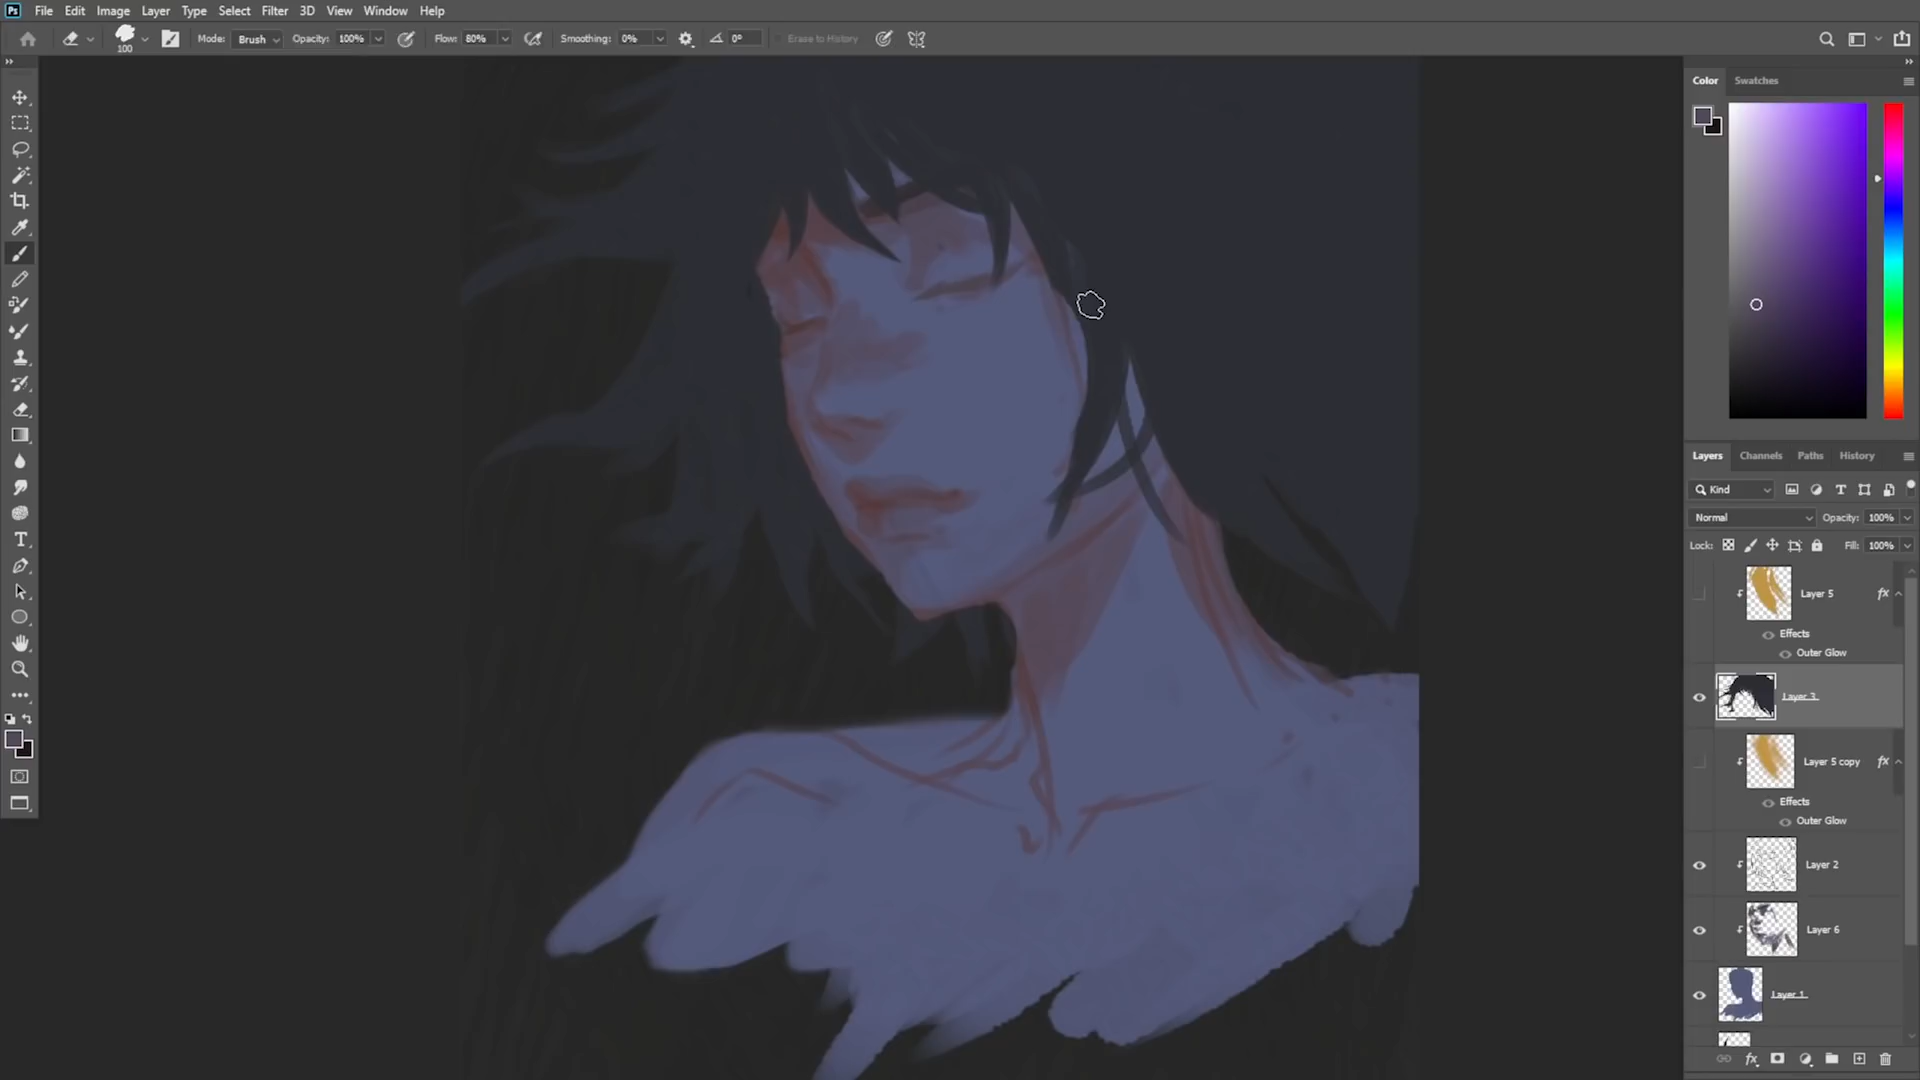 Ps File Edit Image Layer Type Select Filter 3D View Window Help
100 Mode: Brush Opacity: 100% Flow: 80% Smoothing: 0% 0° Erase to History
Color Swatches
Layers Channels Paths History
Kind
Normal Opacity: 100%
Lock: Fill: 100%
Layer 5 fx
Effects
Outer Glow
Layer 3
Layer 5 copy fx
Effects
Outer Glow
Layer 2
Layer 6
Layer 1
fx